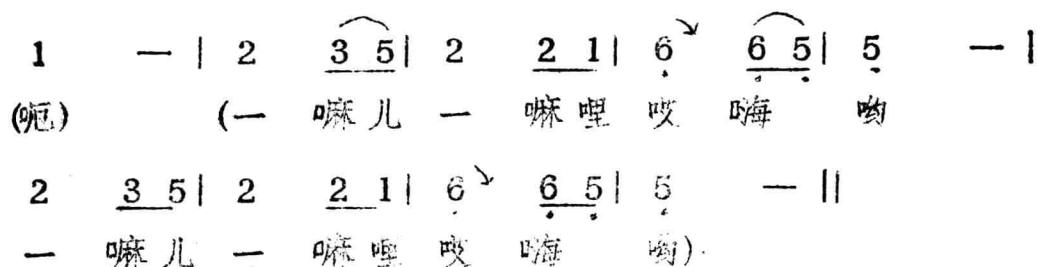 1 — | 2 3 5 | 2 2 1 | 6 6 5 | 5 — |
(呃) (一 嘛儿 一 嘛哩 哎 嗨 哟
2 3 5 | 2 2 1 | 6 6 5 | 5 — ||
一 嘛儿 一 嘛哩 哎 嗨 哟).